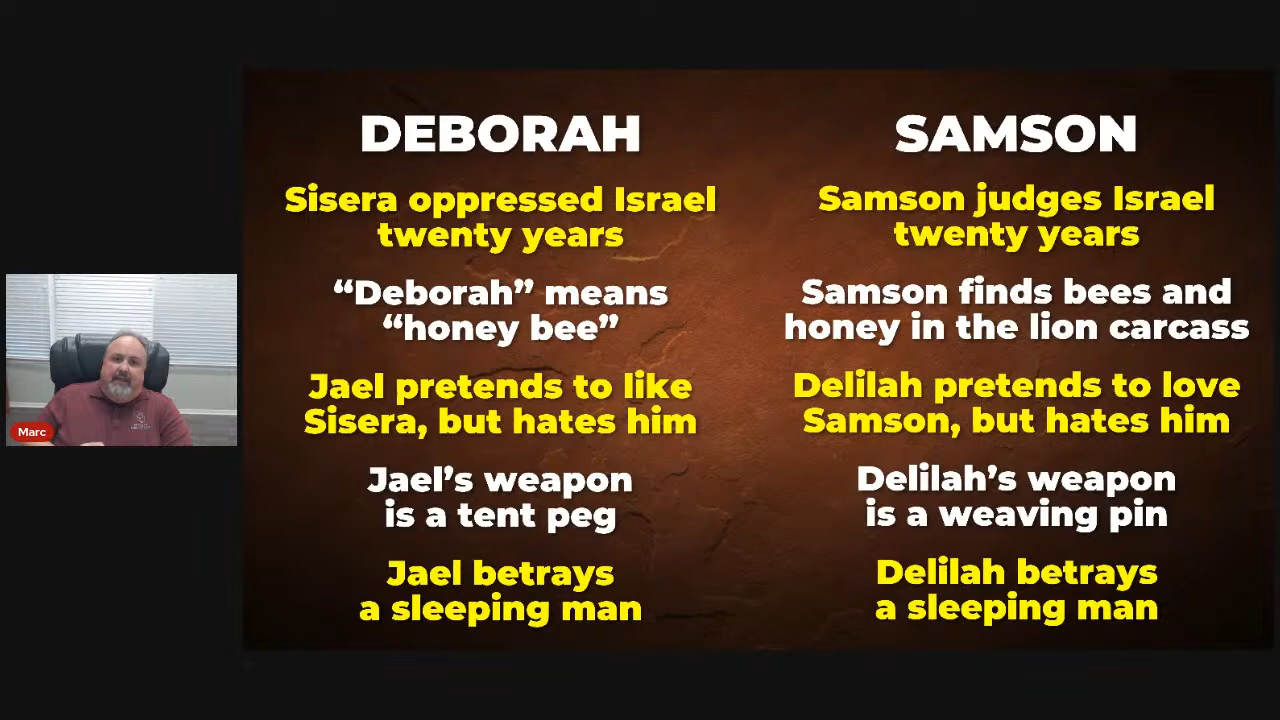 DEBORAH
Sisera oppressed Israel
twenty years
“Deborah” means
“honey bee”
Jael pretends to like
Sisera, but hates him
Jael’s weapon
is a tent peg
Jael betrays
a sleeping man
SAMSON
Samson judges Israel
twenty years
Samson finds bees and
honey in the lion carcass
Delilah pretends to love
Samson, but hates him
Delilah’s weapon
is a weaving pin
Delilah betrays
a sleeping man
Marc